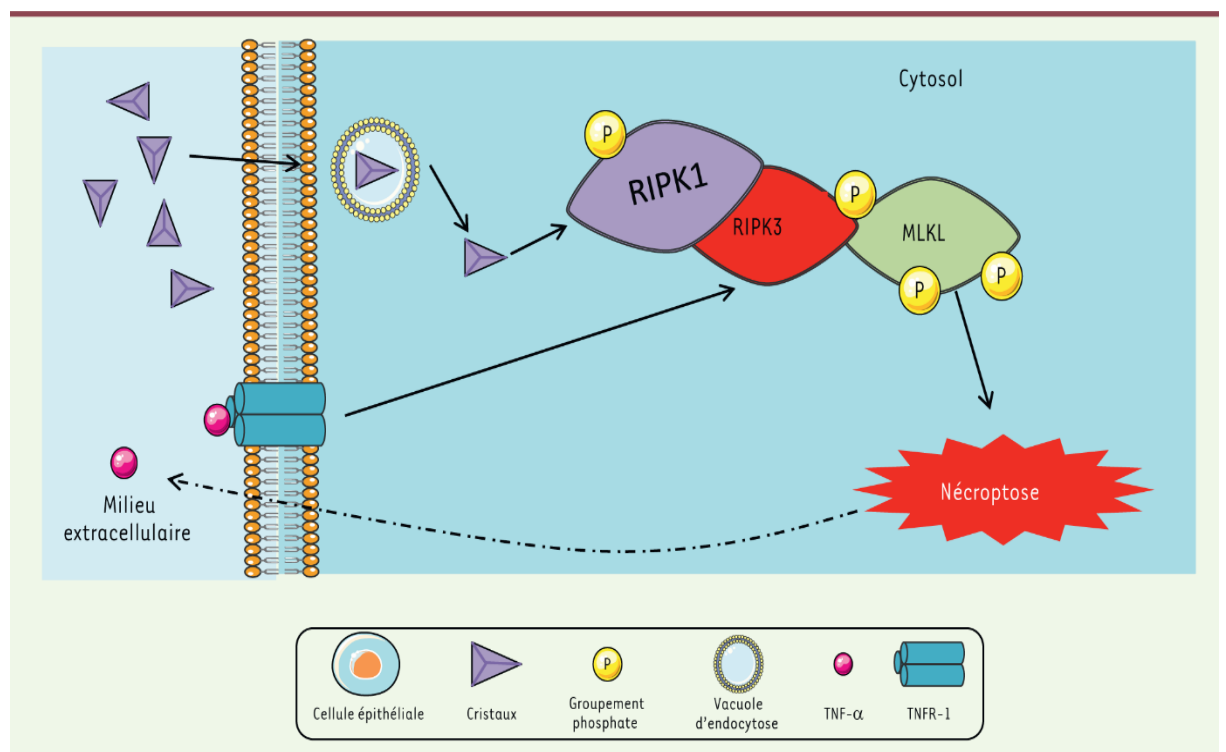 Cytosol
P
RIPK1
RIPK3
P
MLKL
P
P
Nécroptose
Milieu
extracellulaire
P
Cellule épithéliale
Cristaux
Groupement
phosphate
Vacuole
d'endocytose
TNF-α
TNFR-1